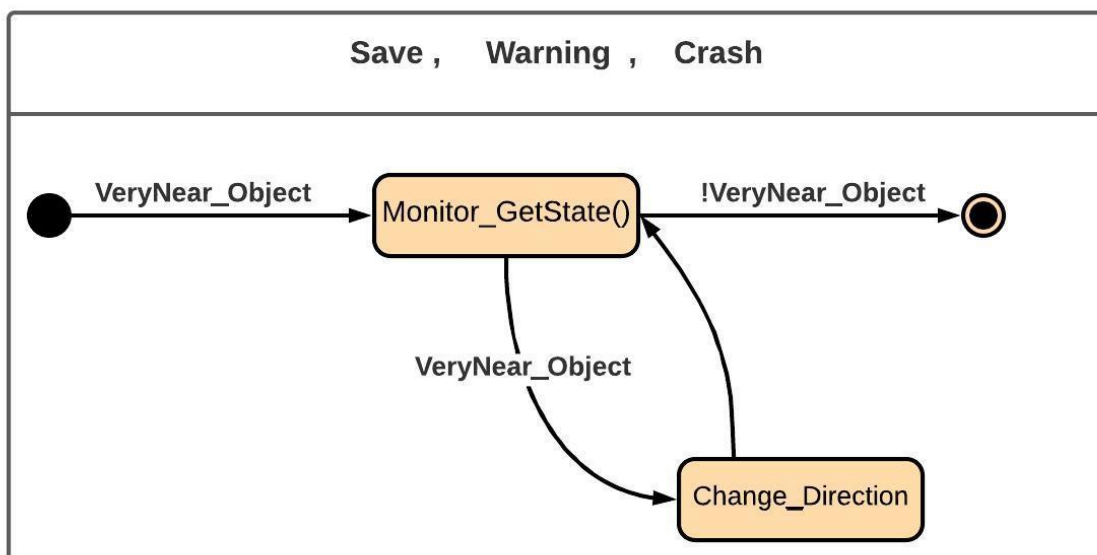 Save , Warning , Crash
VeryNear_Object
Monitor_GetState()
!VeryNear_Object
VeryNear_Object
Change_Direction